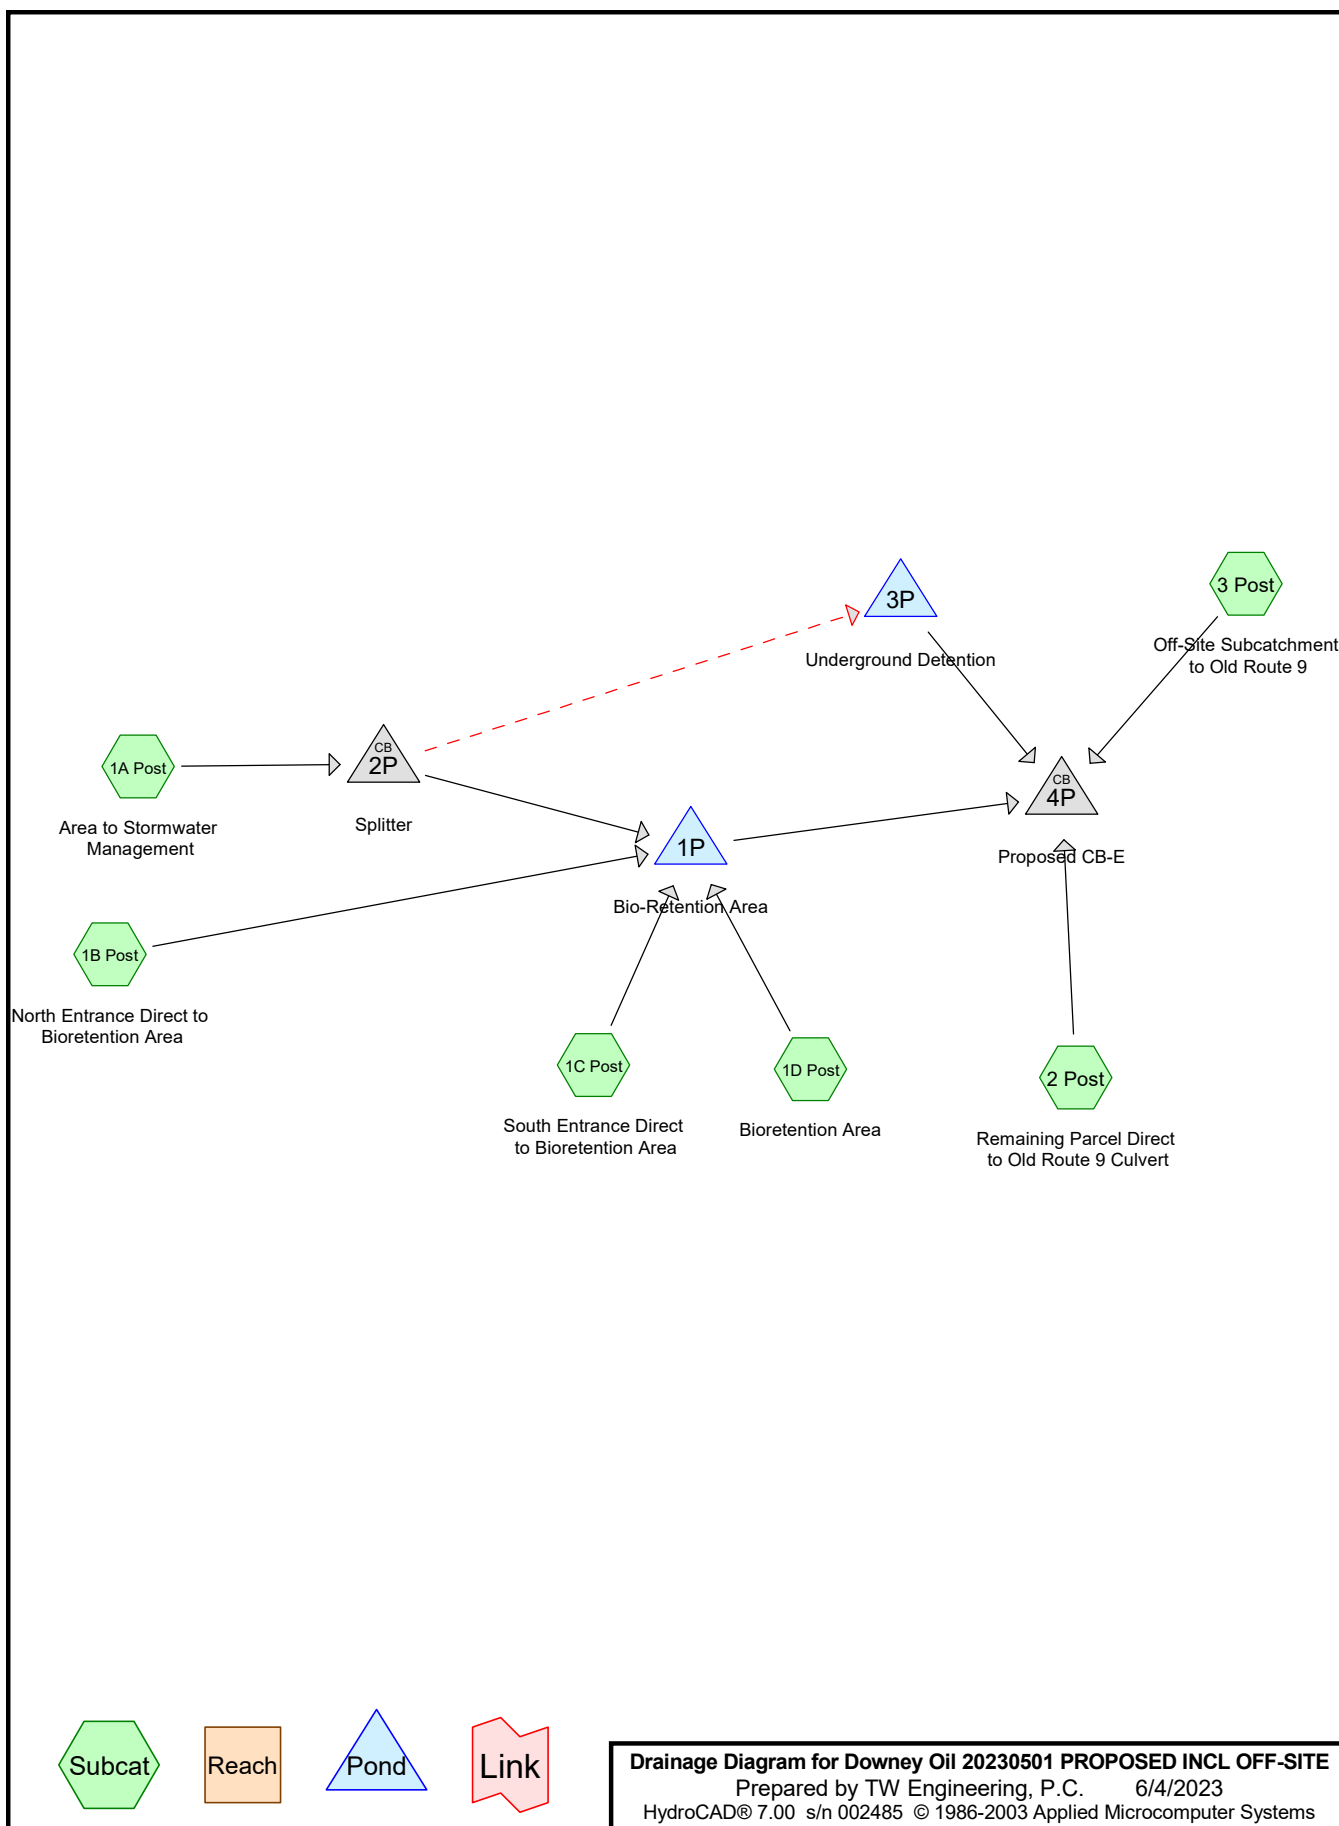 3P
Underground Detention
3 Post
Off-Site Subcatchment
to Old Route 9
1A Post
Area to Stormwater
Management
CB
2P
Splitter
CB
4P
Proposed CB-E
1P
Bio-Retention Area
1B Post
North Entrance Direct to
Bioretention Area
1C Post
South Entrance Direct
to Bioretention Area
1D Post
Bioretention Area
2 Post
Remaining Parcel Direct
to Old Route 9 Culvert
Subcat
Reach
Pond
Link
Drainage Diagram for Downey Oil 20230501 PROPOSED INCL OFF-SITE
Prepared by TW Engineering, P.C. 6/4/2023
HydroCAD® 7.00 s/n 002485 © 1986-2003 Applied Microcomputer Systems